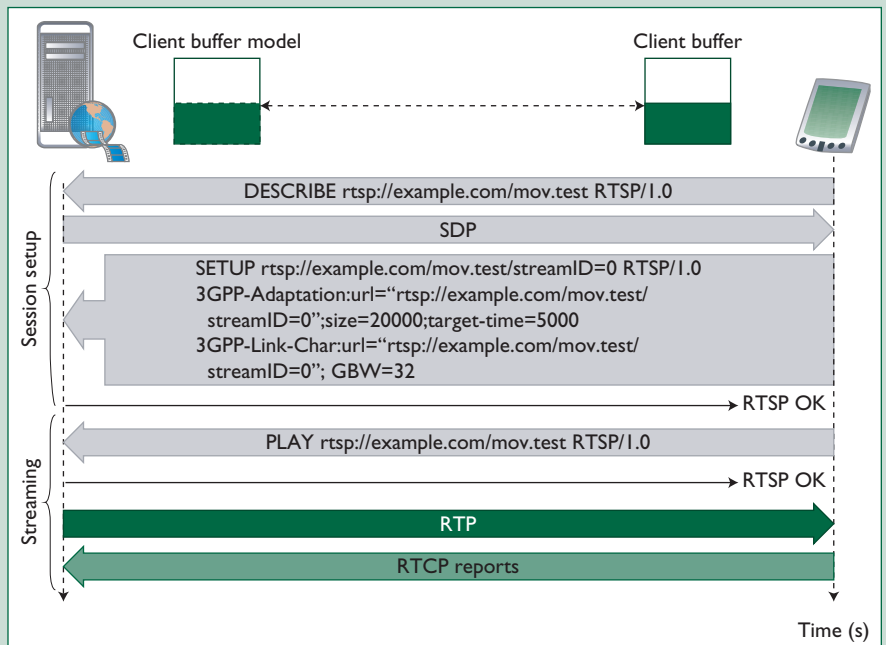 Client buffer model
Client buffer
Session setup
DESCRIBE rtsp://example.com/mov.test RTSP/1.0
SDP
SETUP rtsp://example.com/mov.test/streamID=0 RTSP/1.0
3GPP-Adaptation:url=“rtsp://example.com/mov.test/
streamID=0”;size=20000;target-time=5000
3GPP-Link-Char:url=“rtsp://example.com/mov.test/
streamID=0”; GBW=32
RTSP OK
Streaming
PLAY rtsp://example.com/mov.test RTSP/1.0
RTSP OK
RTP
RTCP reports
Time (s)